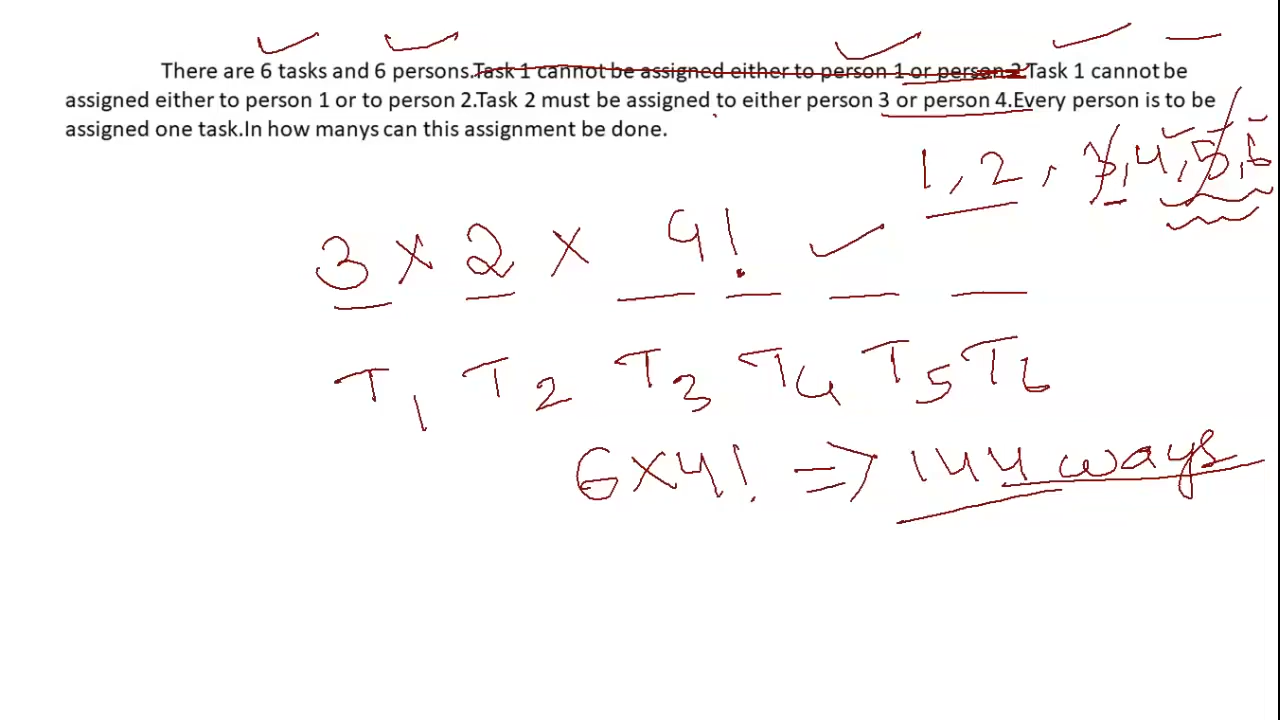 There are 6 tasks and 6 persons.Task 1 cannot be assigned either to person 1 or person 2.Task 1 cannot be
assigned either to person 1 or to person 2.Task 2 must be assigned to either person 3 or person 4.Every person is to be
assigned one task.In how manys can this assignment be done.
1, 2, 3, 4, 5, 6
3 × 2 × 4!
T1 T2 T3 T4 T5 T6
6×4! => 144 ways